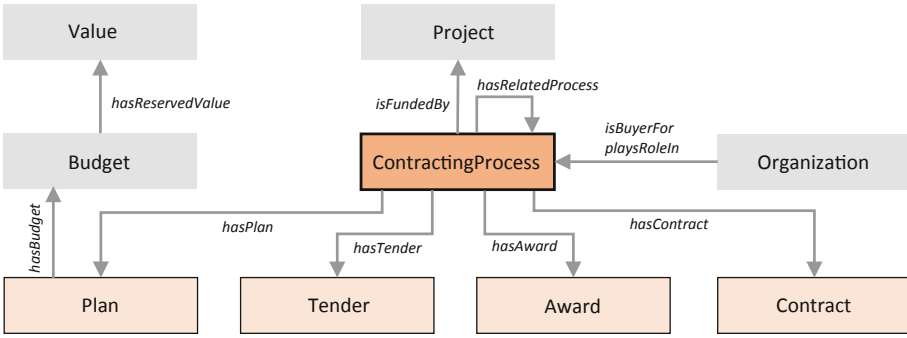 Value
Project
hasReservedValue
isFundedBy
hasRelatedProcess
isBuyerFor
playsRoleIn
Budget
ContractingProcess
Organization
hasBudget
hasPlan
hasTender
hasAward
hasContract
Plan
Tender
Award
Contract